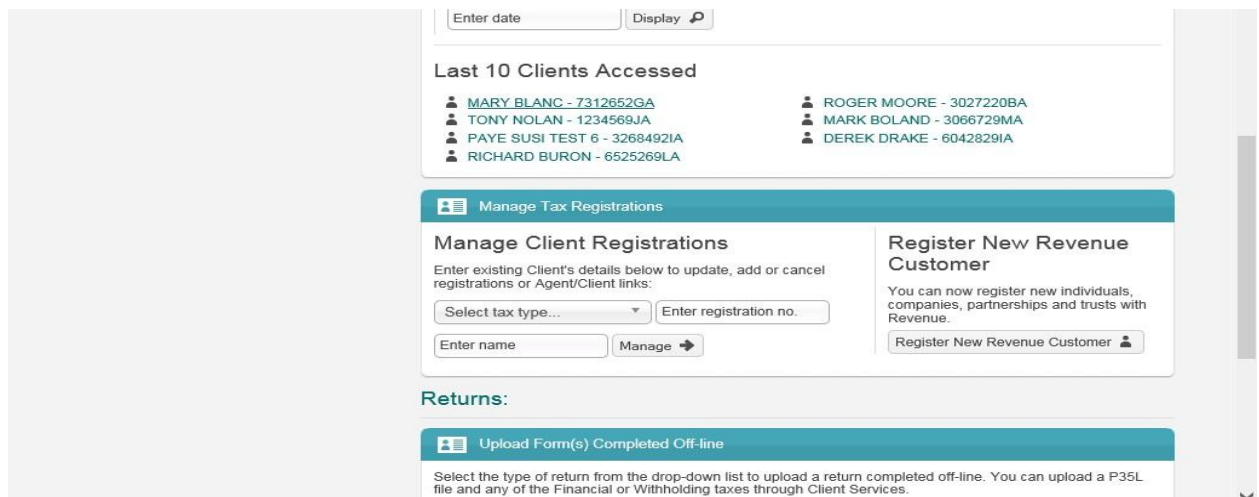 Enter date
Display
Last 10 Clients Accessed
MARY BLANC - 7312652GA
TONY NOLAN - 1234569JA
PAYE SUSI TEST 6 - 3268492IA
RICHARD BURON - 6525269LA
ROGER MOORE - 3027220BA
MARK BOLAND - 3066729MA
DEREK DRAKE - 6042829IA
Manage Tax Registrations
Manage Client Registrations
Enter existing Client's details below to update, add or cancel
registrations or Agent/Client links:
Select tax type...
Enter registration no.
Enter name
Manage
Register New Revenue
Customer
You can now register new individuals,
companies, partnerships and trusts with
Revenue.
Register New Revenue Customer
Returns:
Upload Form(s) Completed Off-line
Select the type of return from the drop-down list to upload a return completed off-line. You can upload a P35L
file and any of the Financial or Withholding taxes through Client Services.